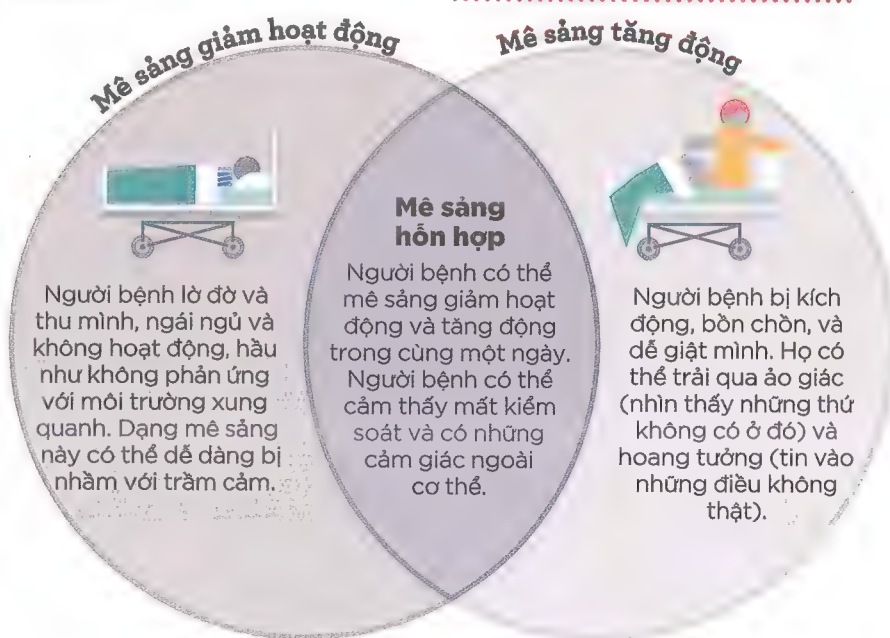 Mê sảng giảm hoạt động
Người bệnh lờ đờ và
thu mình, ngái ngủ và
không hoạt động, hầu
như không phản ứng
với môi trường xung
quanh. Dạng mê sảng
này có thể dễ dàng bị
nhầm với trầm cảm.
Mê sảng
hỗn hợp
Người bệnh có thể
mê sảng giảm hoạt
động và tăng động
trong cùng một ngày.
Người bệnh có thể
cảm thấy mất kiểm
soát và có những
cảm giác ngoài
cơ thể.
Mê sảng tăng động
Người bệnh bị kích
động, bồn chồn, và
dễ giật mình. Họ có
thể trải qua ảo giác
(nhìn thấy những thứ
không có ở đó) và
hoang tưởng (tin vào
những điều không
thật).